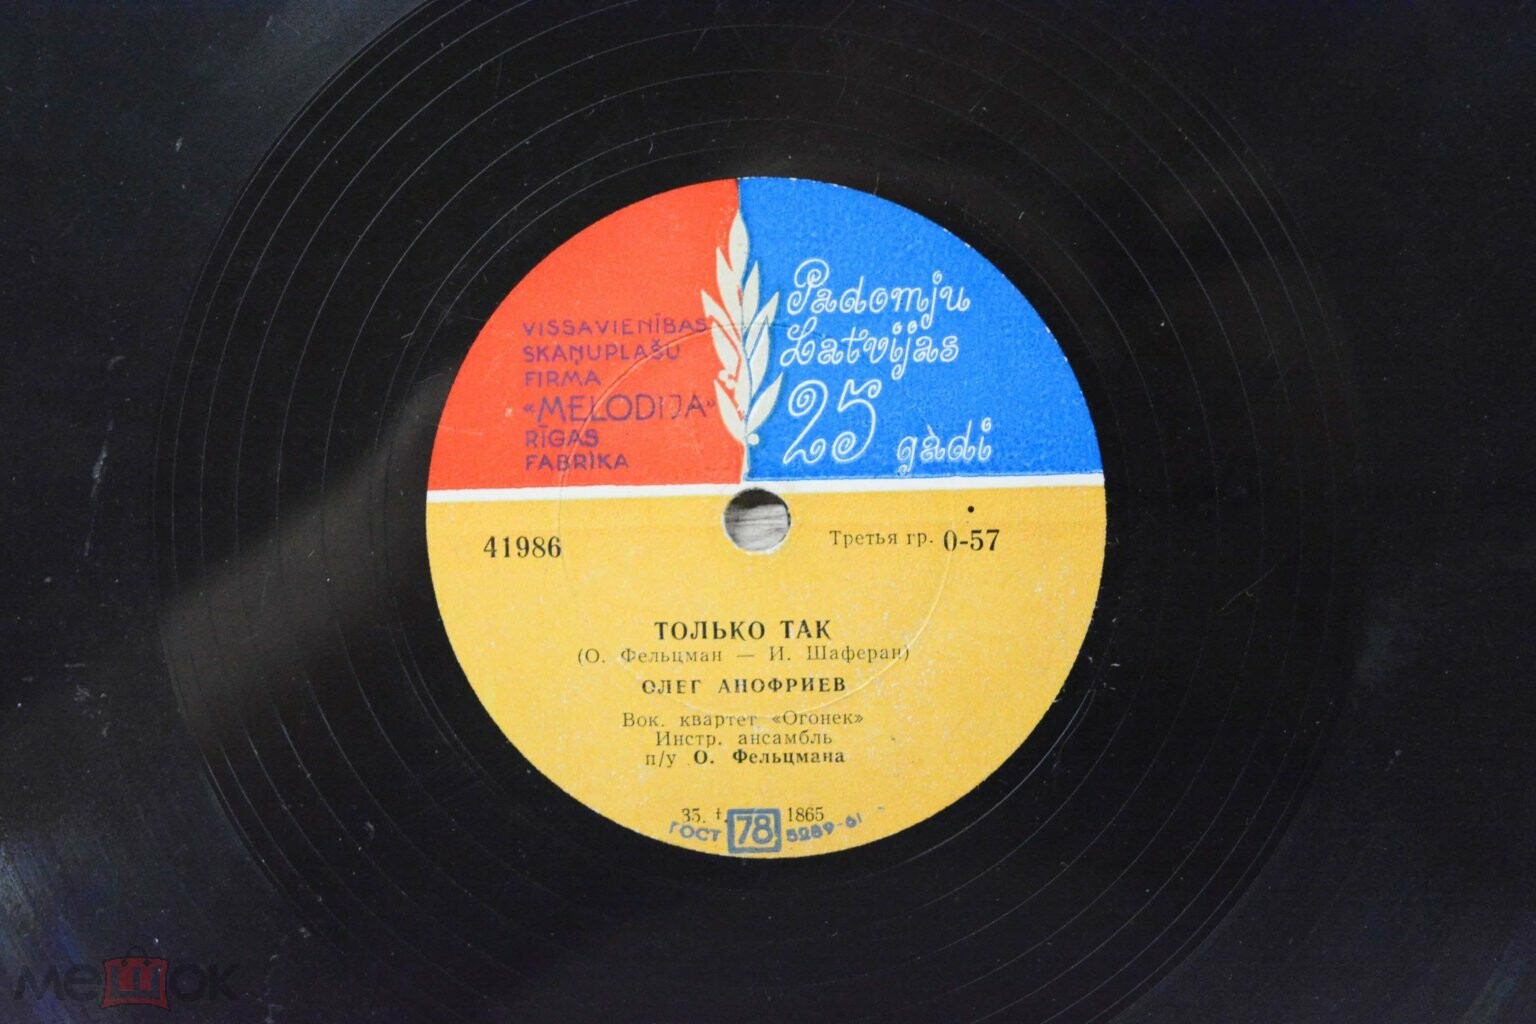 VISSAVIENĪBAS
SKAŅUPLAŠU
FIRMA
«MELODIJA»
RĪGAS
FABRIKA
Padomju
Latvijas
25 gadi
41986
Третья гр. 0-57
ТОЛЬКО ТАК
(О. Фельцман — И. Шаферан)
ОЛЕГ АНОФРИЕВ
Вок. квартет «Огонек»
Инстр. ансамбль
п/у О. Фельцмана
35. t. 1865
ГОСТ 78 5289-61
мешок